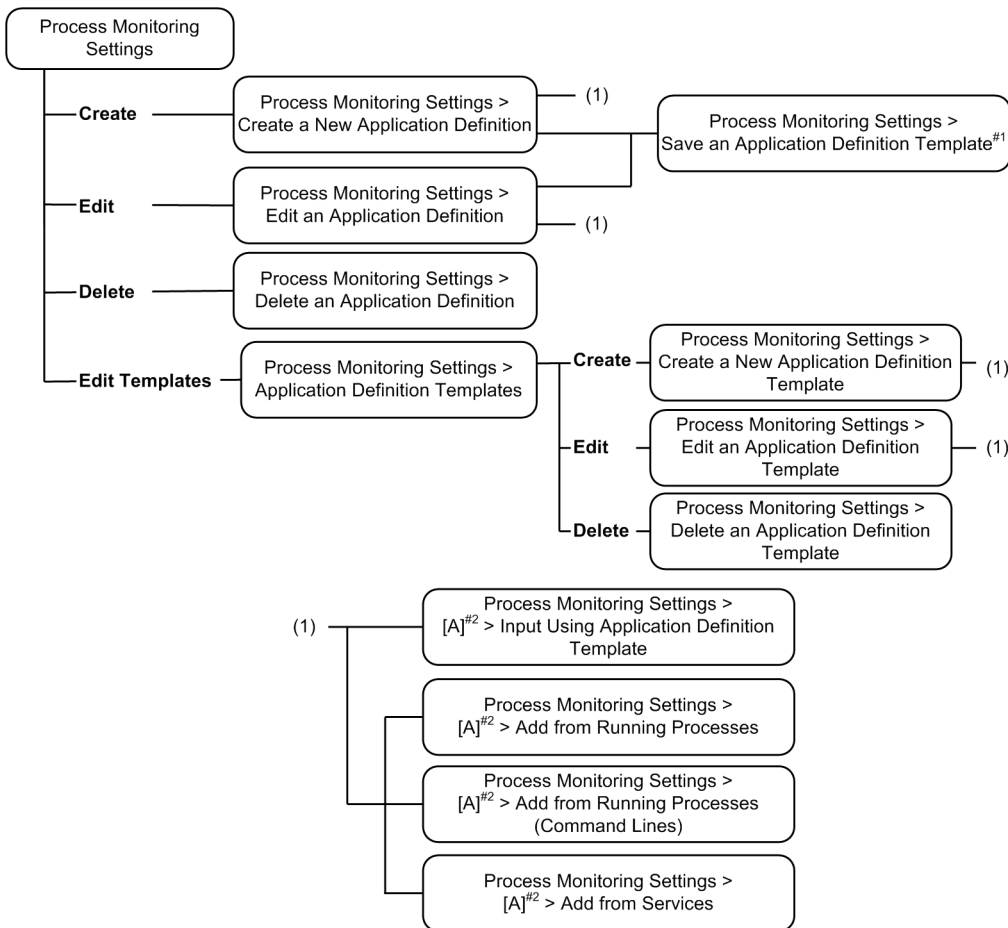 Process Monitoring
Settings
Create
Process Monitoring Settings >
Create a New Application Definition
(1)
Process Monitoring Settings >
Save an Application Definition Template#1
Edit
Process Monitoring Settings >
Edit an Application Definition
(1)
Delete
Process Monitoring Settings >
Delete an Application Definition
Edit Templates
Process Monitoring Settings >
Application Definition Templates
Create
Process Monitoring Settings >
Create a New Application Definition
Template
(1)
Edit
Process Monitoring Settings >
Edit an Application Definition
Template
(1)
Delete
Process Monitoring Settings >
Delete an Application Definition
Template
(1)
Process Monitoring Settings >
[A]#2 > Input Using Application Definition
Template
Process Monitoring Settings >
[A]#2 > Add from Running Processes
Process Monitoring Settings >
[A]#2 > Add from Running Processes
(Command Lines)
Process Monitoring Settings >
[A]#2 > Add from Services